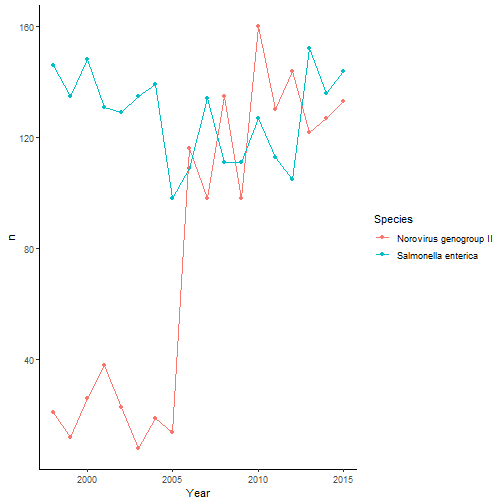 160
120
80
40
n
2000 2005 2010 2015
Year
Species
Norovirus genogroup II
Salmonella enterica